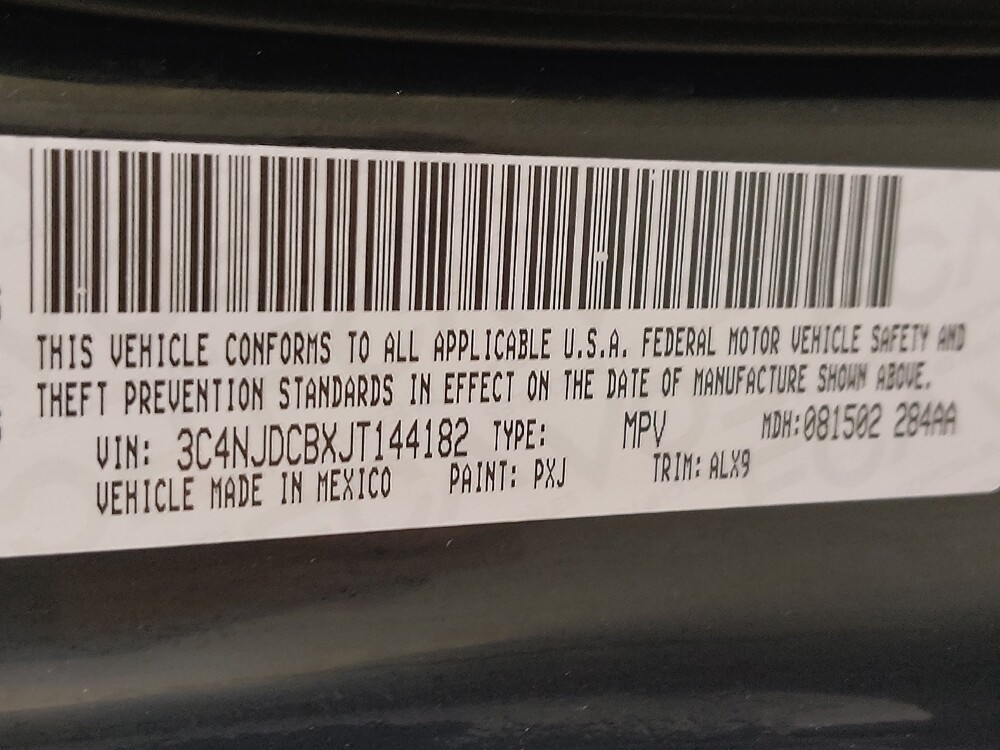 THIS VEHICLE CONFORMS TO ALL APPLICABLE U.S.A. FEDERAL MOTOR VEHICLE SAFETY AND
THEFT PREVENTION STANDARDS IN EFFECT ON THE DATE OF MANUFACTURE SHOWN ABOVE.
VIN: 3C4NJDCBXJT144182 TYPE: MPV MDH:081502 284AA
VEHICLE MADE IN MEXICO PAINT: PXJ TRIM: ALX9